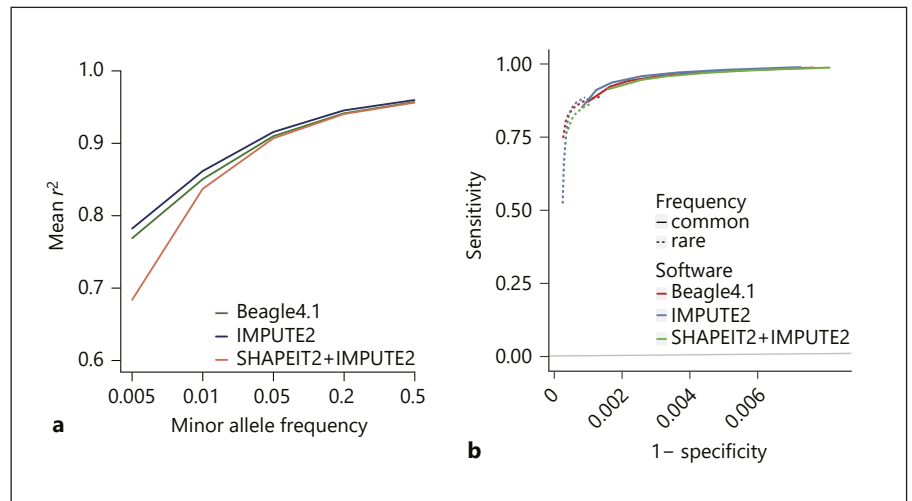 1.0
0.9
0.8
0.7
0.6
Mean r²
Beagle4.1
IMPUTE2
SHAPEIT2+IMPUTE2
0.005
0.01
0.05
0.2
0.5
Minor allele frequency
a
1.00
0.75
0.50
0.25
0.00
Sensitivity
Frequency
common
rare
Software
Beagle4.1
IMPUTE2
SHAPEIT2+IMPUTE2
0
0.002
0.004
0.006
1– specificity
b